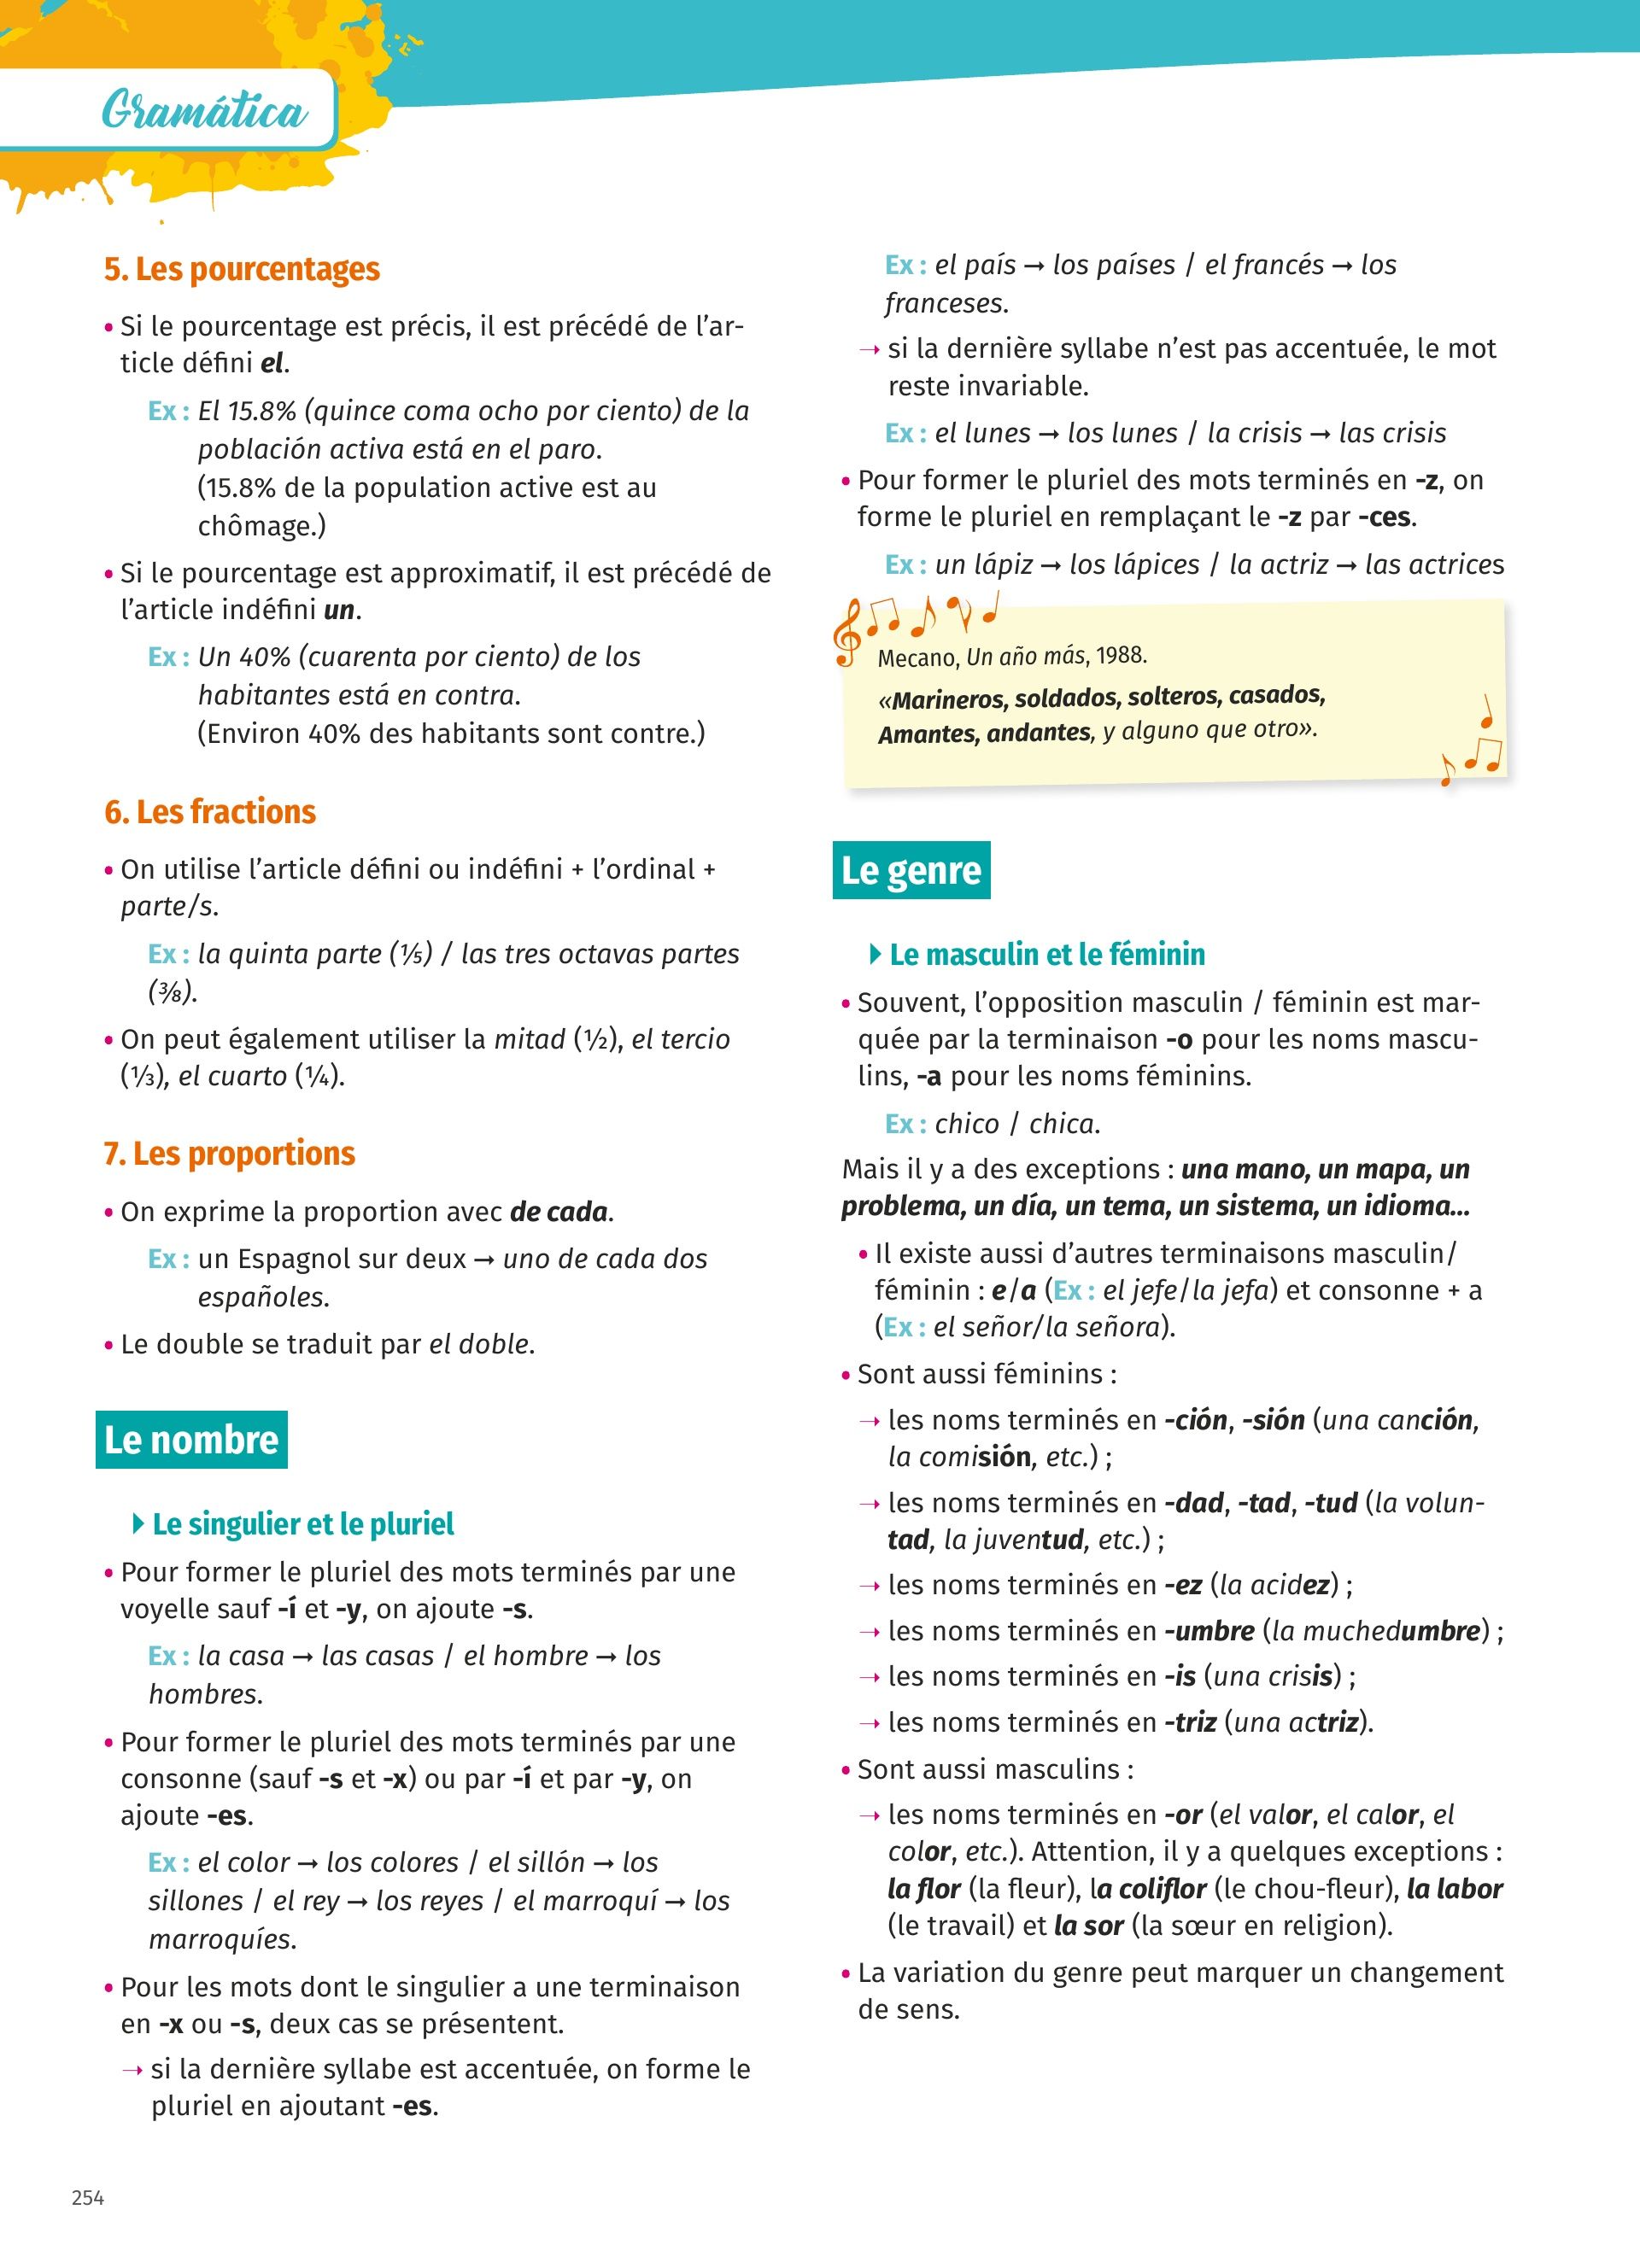 Gramática
5. Les pourcentages
• Si le pourcentage est précis, il est précédé de l’ar-
ticle défini el.
Ex : El 15.8% (quince coma ocho por ciento) de la
población activa está en el paro.
(15.8% de la population active est au
chômage.)
• Si le pourcentage est approximatif, il est précédé de
l’article indéfini un.
Ex : Un 40% (cuarenta por ciento) de los
habitantes está en contra.
(Environ 40% des habitants sont contre.)
6. Les fractions
• On utilise l’article défini ou indéfini + l’ordinal +
parte/s.
Ex : la quinta parte (⅕) / las tres octavas partes
(⅜).
• On peut également utiliser la mitad (½), el tercio
(⅓), el cuarto (¼).
7. Les proportions
• On exprime la proportion avec de cada.
Ex : un Espagnol sur deux → uno de cada dos
españoles.
• Le double se traduit par el doble.
Le nombre
Le singulier et le pluriel
• Pour former le pluriel des mots terminés par une
voyelle sauf -í et -y, on ajoute -s.
Ex : la casa → las casas / el hombre → los
hombres.
• Pour former le pluriel des mots terminés par une
consonne (sauf -s et -x) ou par -í et par -y, on
ajoute -es.
Ex : el color → los colores / el sillón → los
sillones / el rey → los reyes / el marroquí → los
marroquíes.
• Pour les mots dont le singulier a une terminaison
en -x ou -s, deux cas se présentent.
→ si la dernière syllabe est accentuée, on forme le
pluriel en ajoutant -es.
Ex : el país → los países / el francés → los
franceses.
→ si la dernière syllabe n’est pas accentuée, le mot
reste invariable.
Ex : el lunes → los lunes / la crisis → las crisis
• Pour former le pluriel des mots terminés en -z, on
forme le pluriel en remplaçant le -z par -ces.
Ex : un lápiz → los lápices / la actriz → las actrices
Mecano, Un año más, 1988.
«Marineros, soldados, solteros, casados,
Amantes, andantes, y alguno que otro».
Le genre
Le masculin et le féminin
• Souvent, l’opposition masculin / féminin est mar-
quée par la terminaison -o pour les noms mascu-
lins, -a pour les noms féminins.
Ex : chico / chica.
Mais il y a des exceptions : una mano, un mapa, un
problema, un día, un tema, un sistema, un idioma...
• Il existe aussi d’autres terminaisons masculin/
féminin : e/a (Ex : el jefe/la jefa) et consonne + a
(Ex : el señor/la señora).
• Sont aussi féminins :
→ les noms terminés en -ción, -sión (una canción,
la comisión, etc.) ;
→ les noms terminés en -dad, -tad, -tud (la volun-
tad, la juventud, etc.) ;
→ les noms terminés en -ez (la acidez) ;
→ les noms terminés en -umbre (la muchedumbre) ;
→ les noms terminés en -is (una crisis) ;
→ les noms terminés en -triz (una actriz).
• Sont aussi masculins :
→ les noms terminés en -or (el valor, el calor, el
color, etc.). Attention, il y a quelques exceptions :
la flor (la fleur), la coliflor (le chou-fleur), la labor
(le travail) et la sor (la sœur en religion).
• La variation du genre peut marquer un changement
de sens.
254